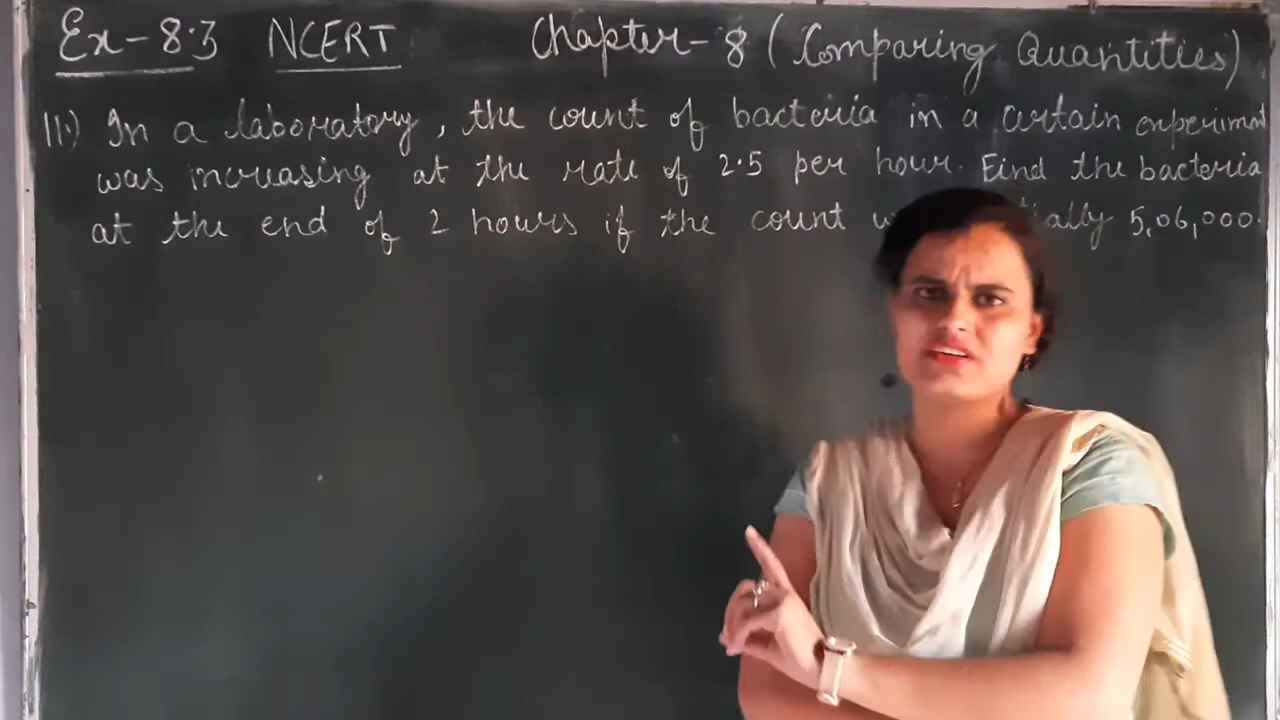 Ex-8.3 NCERT Chapter-8 (Comparing Quantities)
11.) In a laboratory, the count of bacteria in a certain experiment
was increasing at the rate of 2.5 per hour. Find the bacteria
at the end of 2 hours if the count ally 5,06,000.